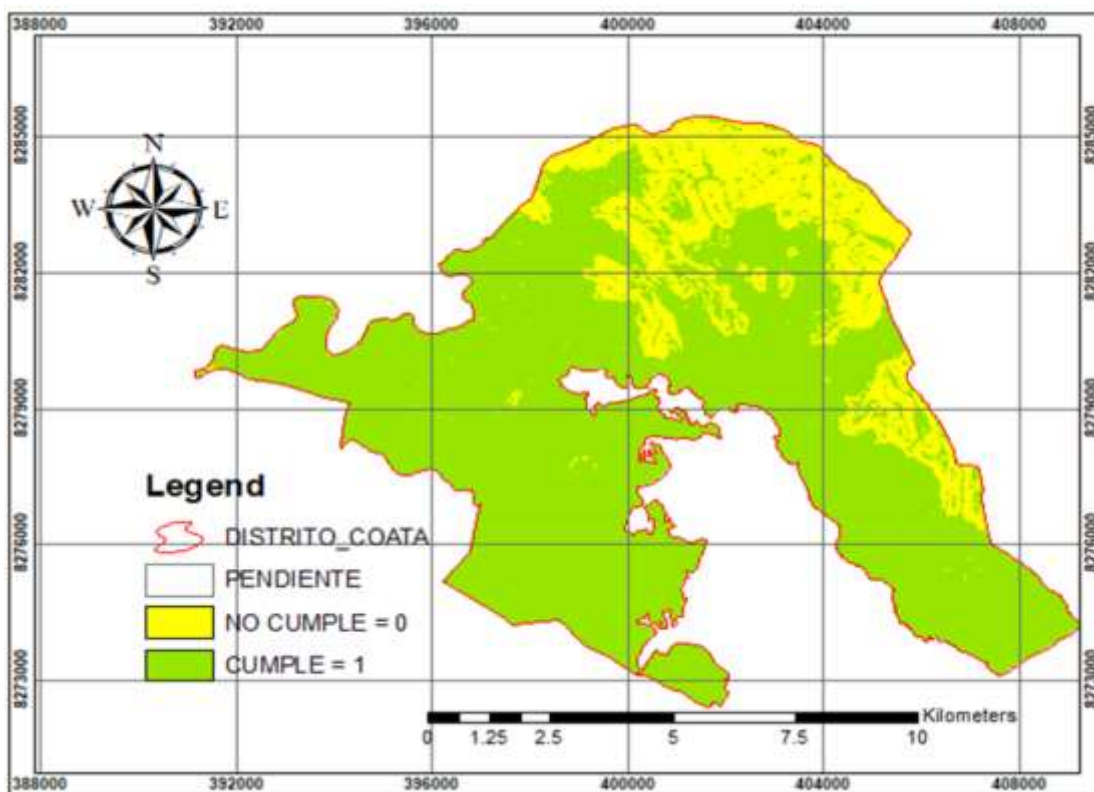 388000 392000 396000 400000 404000 408000
8285000 8285000
N
W E
S
8282000 8282000
8279000 8279000
Legend
DISTRITO_COATA
8276000 8276000
PENDIENTE
NO CUMPLE = 0
CUMPLE = 1
8273000 8273000
Kilometers
0 1.25 2.5 5 7.5 10
388000 392000 396000 400000 404000 408000